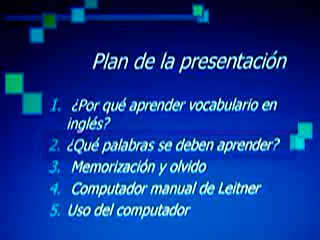 Plan de la presentación
1. ¿Por qué aprender vocabulario en
inglés?
2. ¿Qué palabras se deben aprender?
3. Memorización y olvido
4. Computador manual de Leitner
5. Uso del computador